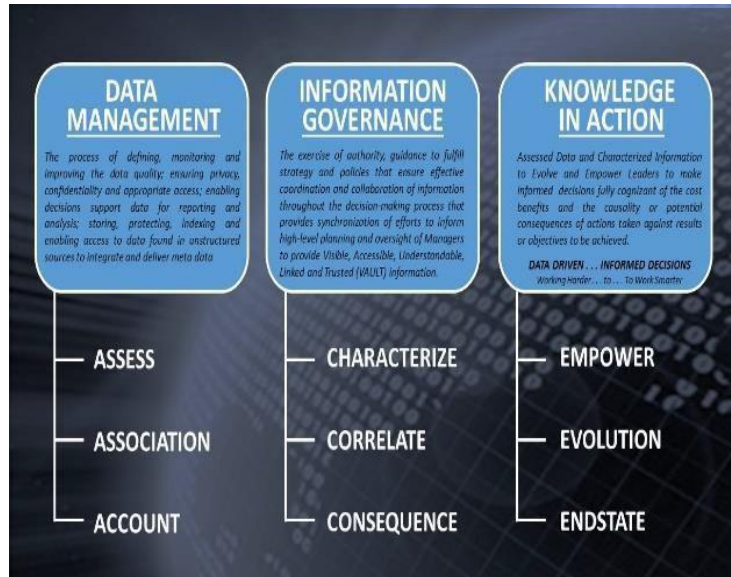 DATA
MANAGEMENT
The process of defining, monitoring and
improving the data quality; ensuring privacy,
confidentiality and appropriate access; enabling
decisions support data for reporting and
analysis; storing, protecting, indexing and
enabling access to data found in unstructured
sources to integrate and deliver meta data
ASSESS
ASSOCIATION
ACCOUNT
INFORMATION
GOVERNANCE
The exercise of authority, guidance to fulfill
strategy and policies that ensure effective
coordination and collaboration of information
throughout the decision-making process that
provides synchronization of efforts to inform
high-level planning and oversight of Managers
to provide Visible, Accessible, Understandable,
Linked and Trusted (VAULT) information.
CHARACTERIZE
CORRELATE
CONSEQUENCE
KNOWLEDGE
IN ACTION
Assessed Data and Characterized Information
to Evolve and Empower Leaders to make
informed decisions fully cognizant of the cost
benefits and the causality or potential
consequences of actions taken against results
or objectives to be achieved.
DATA DRIVEN . . . INFORMED DECISIONS
Working Harder . . . to . . . To Work Smarter
EMPOWER
EVOLUTION
ENDSTATE